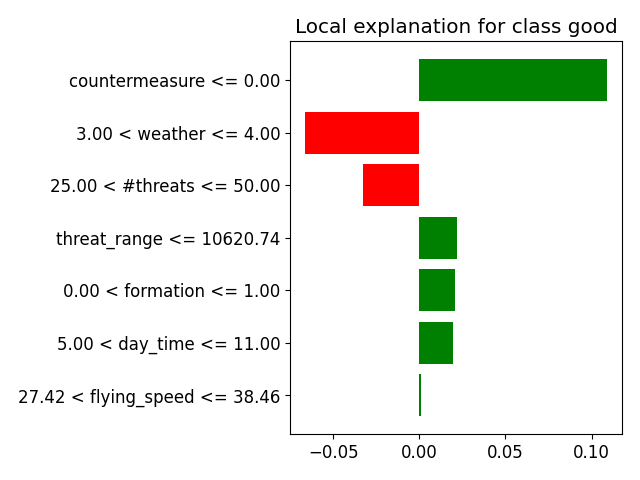 Local explanation for class good
countermeasure <= 0.00
3.00 < weather <= 4.00
25.00 < #threats <= 50.00
threat_range <= 10620.74
0.00 < formation <= 1.00
5.00 < day_time <= 11.00
27.42 < flying_speed <= 38.46
−0.05 0.00 0.05 0.10